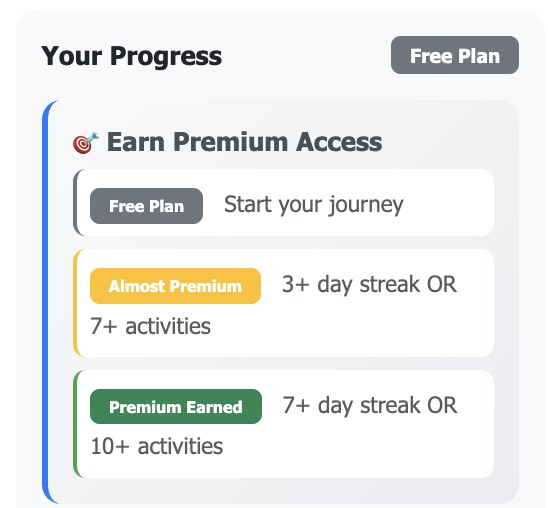 Your Progress Free Plan
🎯 Earn Premium Access
Free Plan Start your journey
Almost Premium 3+ day streak OR
7+ activities
Premium Earned 7+ day streak OR
10+ activities